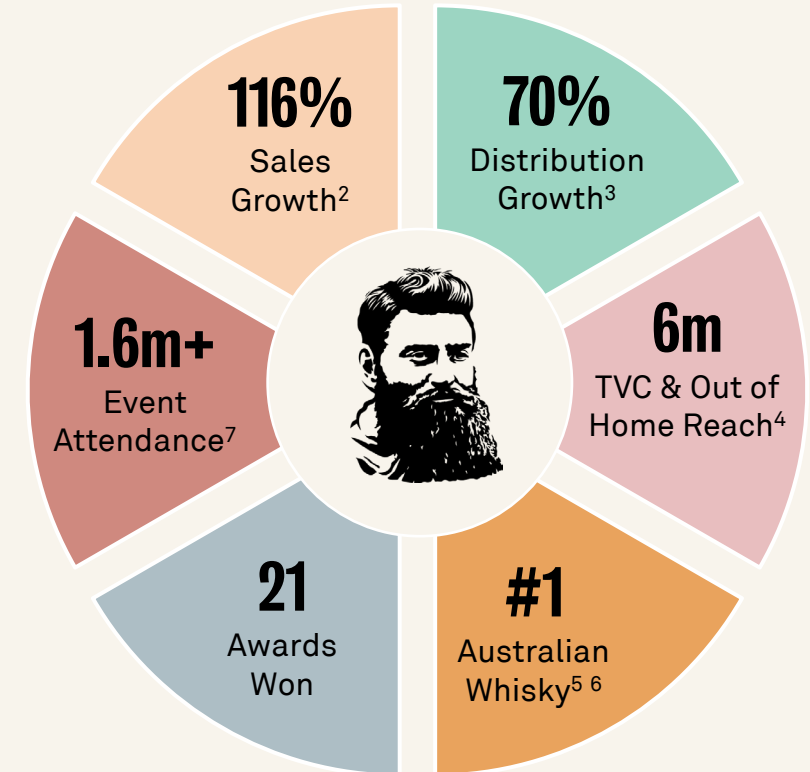 116%
Sales
Growth²
70%
Distribution
Growth³
6m
TVC & Out of
Home Reach⁴
#1
Australian
Whisky⁵ ⁶
21
Awards
Won
1.6m+
Event
Attendance⁷